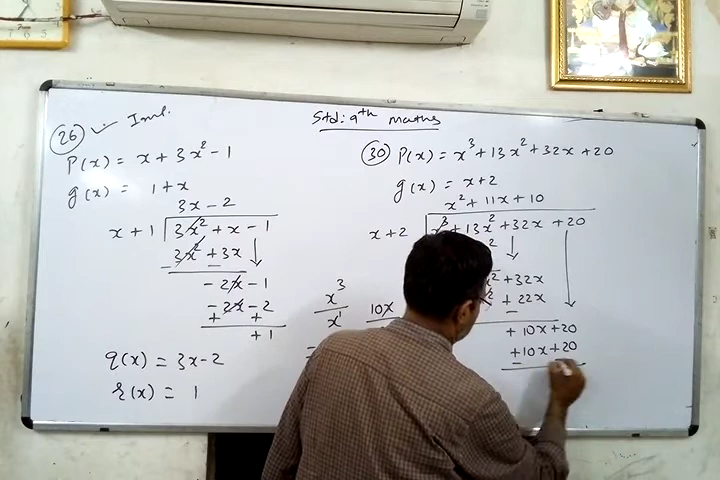 Std: 9th maths
26 ✓ Iml.
P(x) = x + 3x² - 1
g(x) = 1 + x
3x - 2
x + 1 3x² + x - 1
3x² + 3x
-
- 2x - 1
- 2x - 2
+ +
+ 1
q(x) = 3x - 2
r(x) = 1
x³
x¹
10x
=
30 P(x) = x³ + 13x² + 32x + 20
g(x) = x + 2
x² + 11x + 10
x + 2 x³ + 13x² + 32x + 20
x² + 32x
+ 22x
-
+ 10x + 20
+ 10x + 20
-